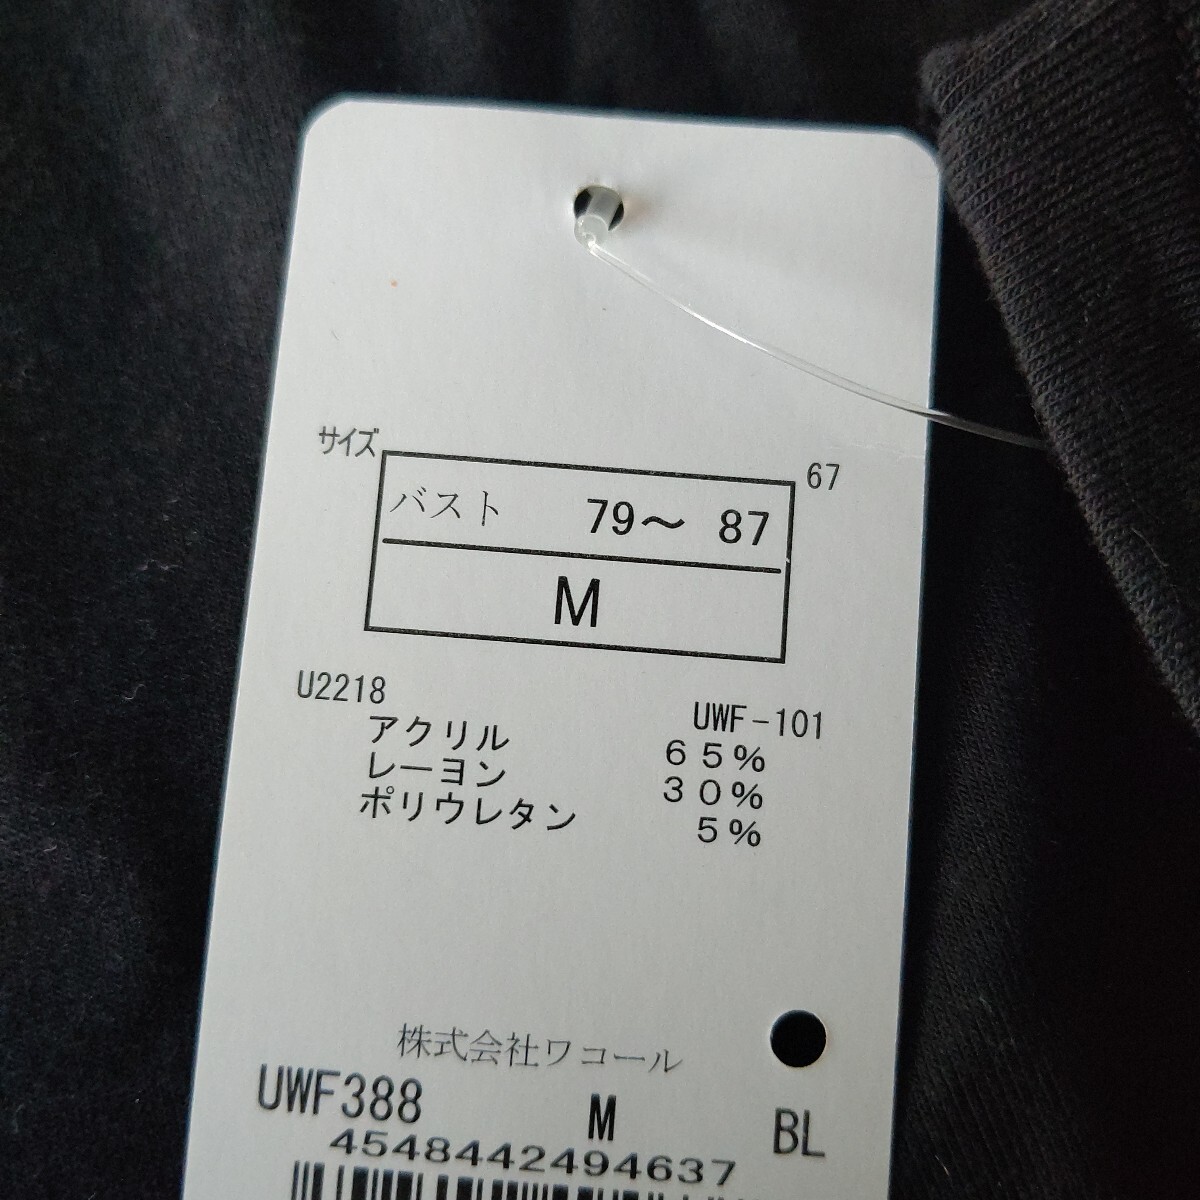 サイズ
67
バスト 79～ 87
M
U2218 UWF-101
アクリル 65%
レーヨン 30%
ポリウレタン 5%
株式会社ワコール
UWF388 M BL
4548442494637